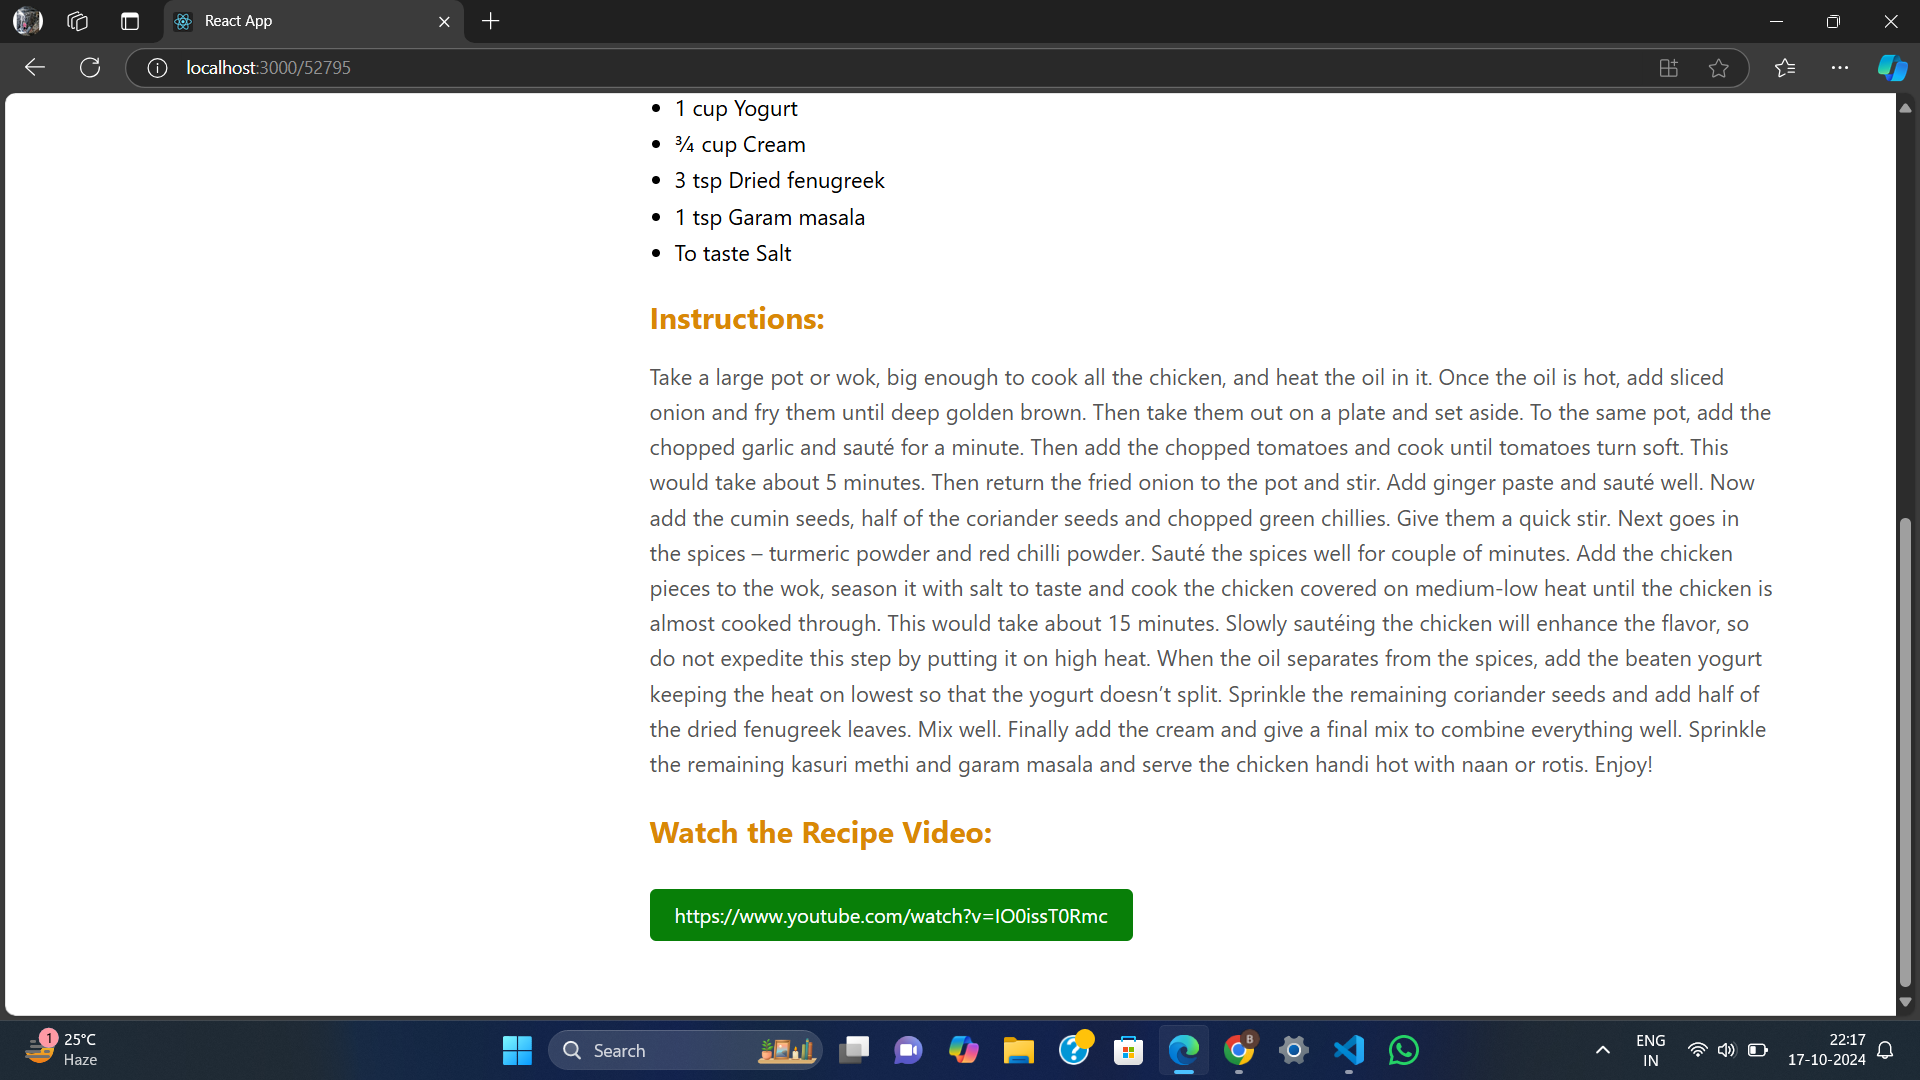 React App
localhost:3000/52795
1 cup Yogurt
¾ cup Cream
3 tsp Dried fenugreek
1 tsp Garam masala
To taste Salt
Instructions:
Take a large pot or wok, big enough to cook all the chicken, and heat the oil in it. Once the oil is hot, add sliced
onion and fry them until deep golden brown. Then take them out on a plate and set aside. To the same pot, add the
chopped garlic and sauté for a minute. Then add the chopped tomatoes and cook until tomatoes turn soft. This
would take about 5 minutes. Then return the fried onion to the pot and stir. Add ginger paste and sauté well. Now
add the cumin seeds, half of the coriander seeds and chopped green chillies. Give them a quick stir. Next goes in
the spices – turmeric powder and red chilli powder. Sauté the spices well for couple of minutes. Add the chicken
pieces to the wok, season it with salt to taste and cook the chicken covered on medium-low heat until the chicken is
almost cooked through. This would take about 15 minutes. Slowly sautéing the chicken will enhance the flavor, so
do not expedite this step by putting it on high heat. When the oil separates from the spices, add the beaten yogurt
keeping the heat on lowest so that the yogurt doesn’t split. Sprinkle the remaining coriander seeds and add half of
the dried fenugreek leaves. Mix well. Finally add the cream and give a final mix to combine everything well. Sprinkle
the remaining kasuri methi and garam masala and serve the chicken handi hot with naan or rotis. Enjoy!
Watch the Recipe Video:
https://www.youtube.com/watch?v=IO0issT0Rmc
1
25°C
Haze
Search
B
ENG
IN
22:17
17-10-2024